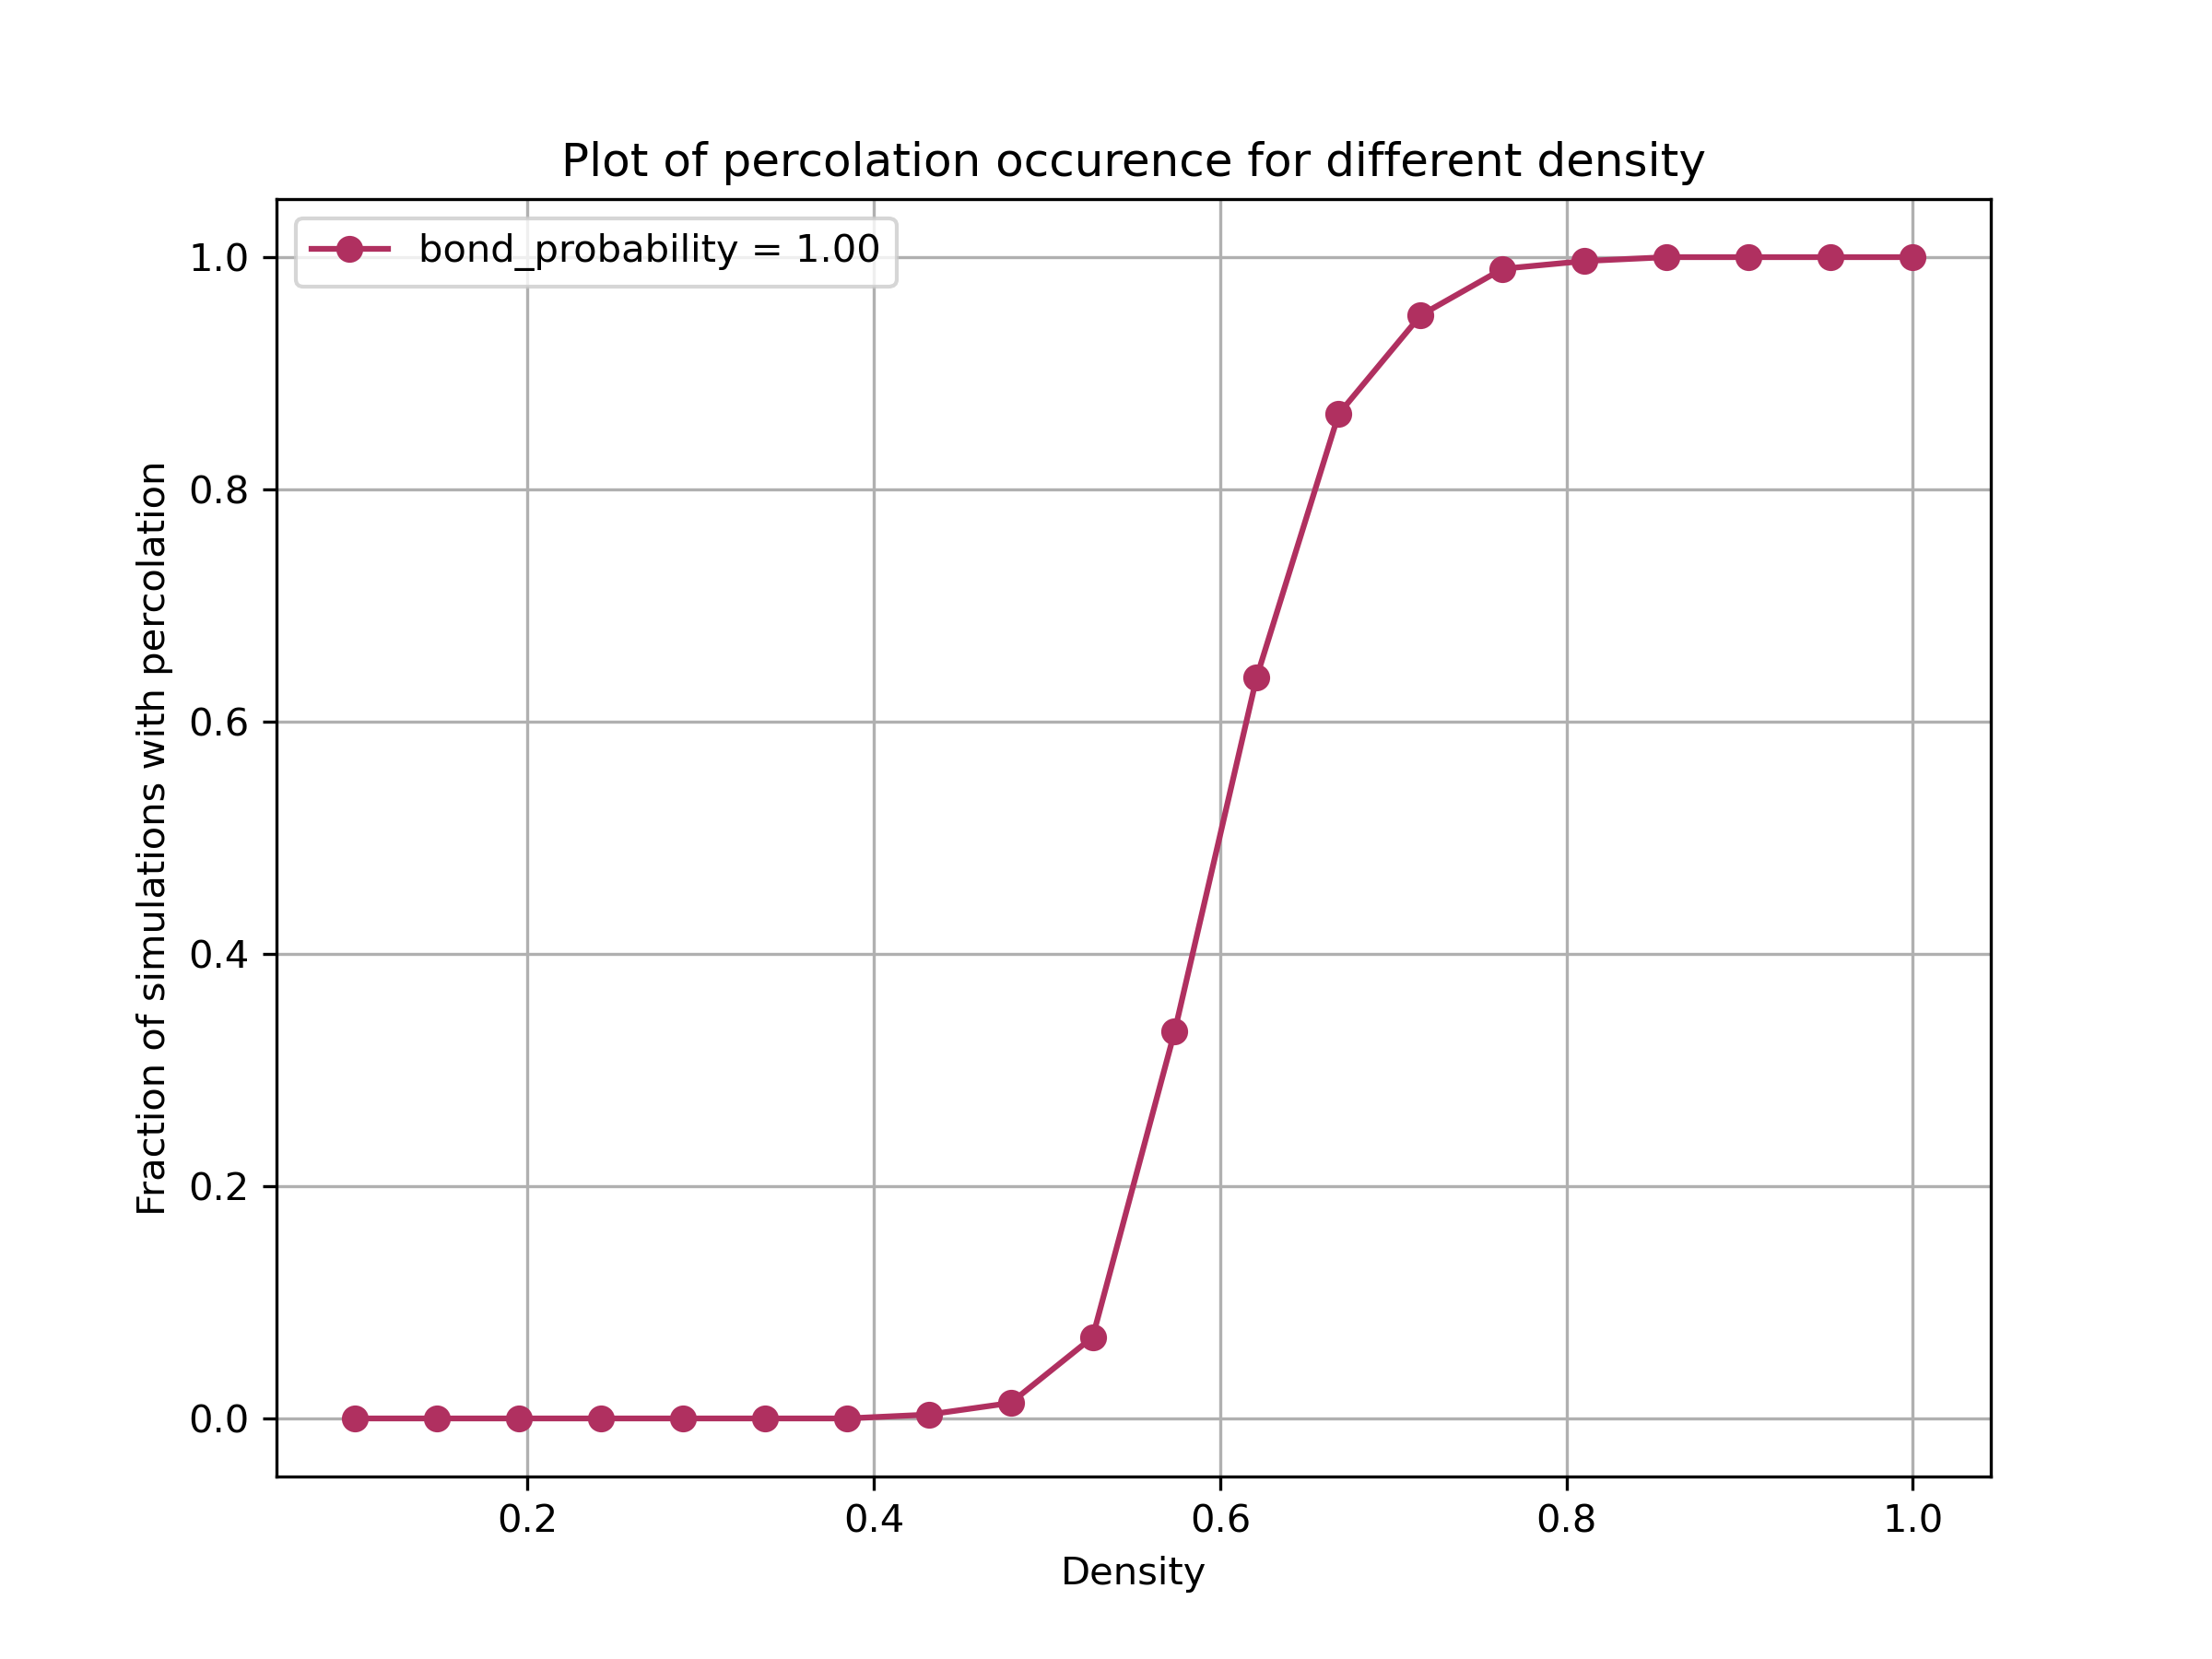 Plot of percolation occurence for different density
bond_probability = 1.00
1.0
0.8
0.6
0.4
0.2
0.0
Fraction of simulations with percolation
0.2 0.4 0.6 0.8 1.0
Density